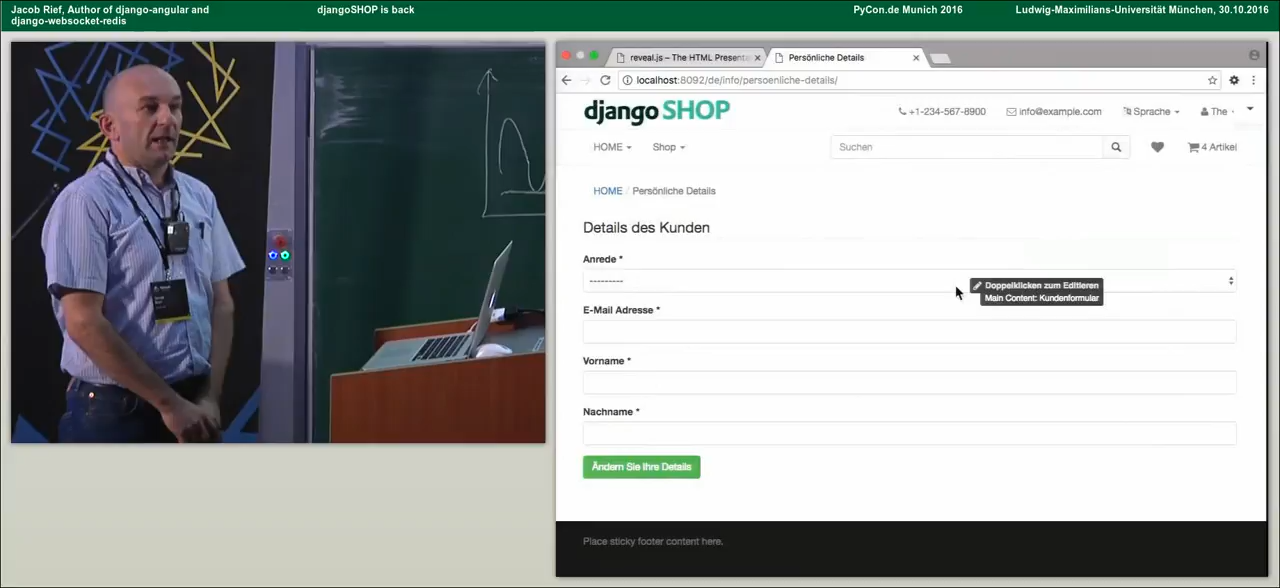 Jacob Rief, Author of django-angular and
django-websocket-redis
djangoSHOP is back
PyCon.de Munich 2016
Ludwig-Maximilians-Universität München, 30.10.2016
reveal.js – The HTML Presenta
Persönliche Details
localhost:8092/de/info/persoenliche-details/
django SHOP
+1-234-567-8900
info@example.com
Sprache
The
HOME
Shop
Suchen
4 Artikel
HOME / Persönliche Details
Details des Kunden
Anrede *
---------
Doppelklicken zum Editieren
Main Content: Kundenformular
E-Mail Adresse *
Vorname *
Nachname *
Ändern Sie Ihre Details
Place sticky footer content here.